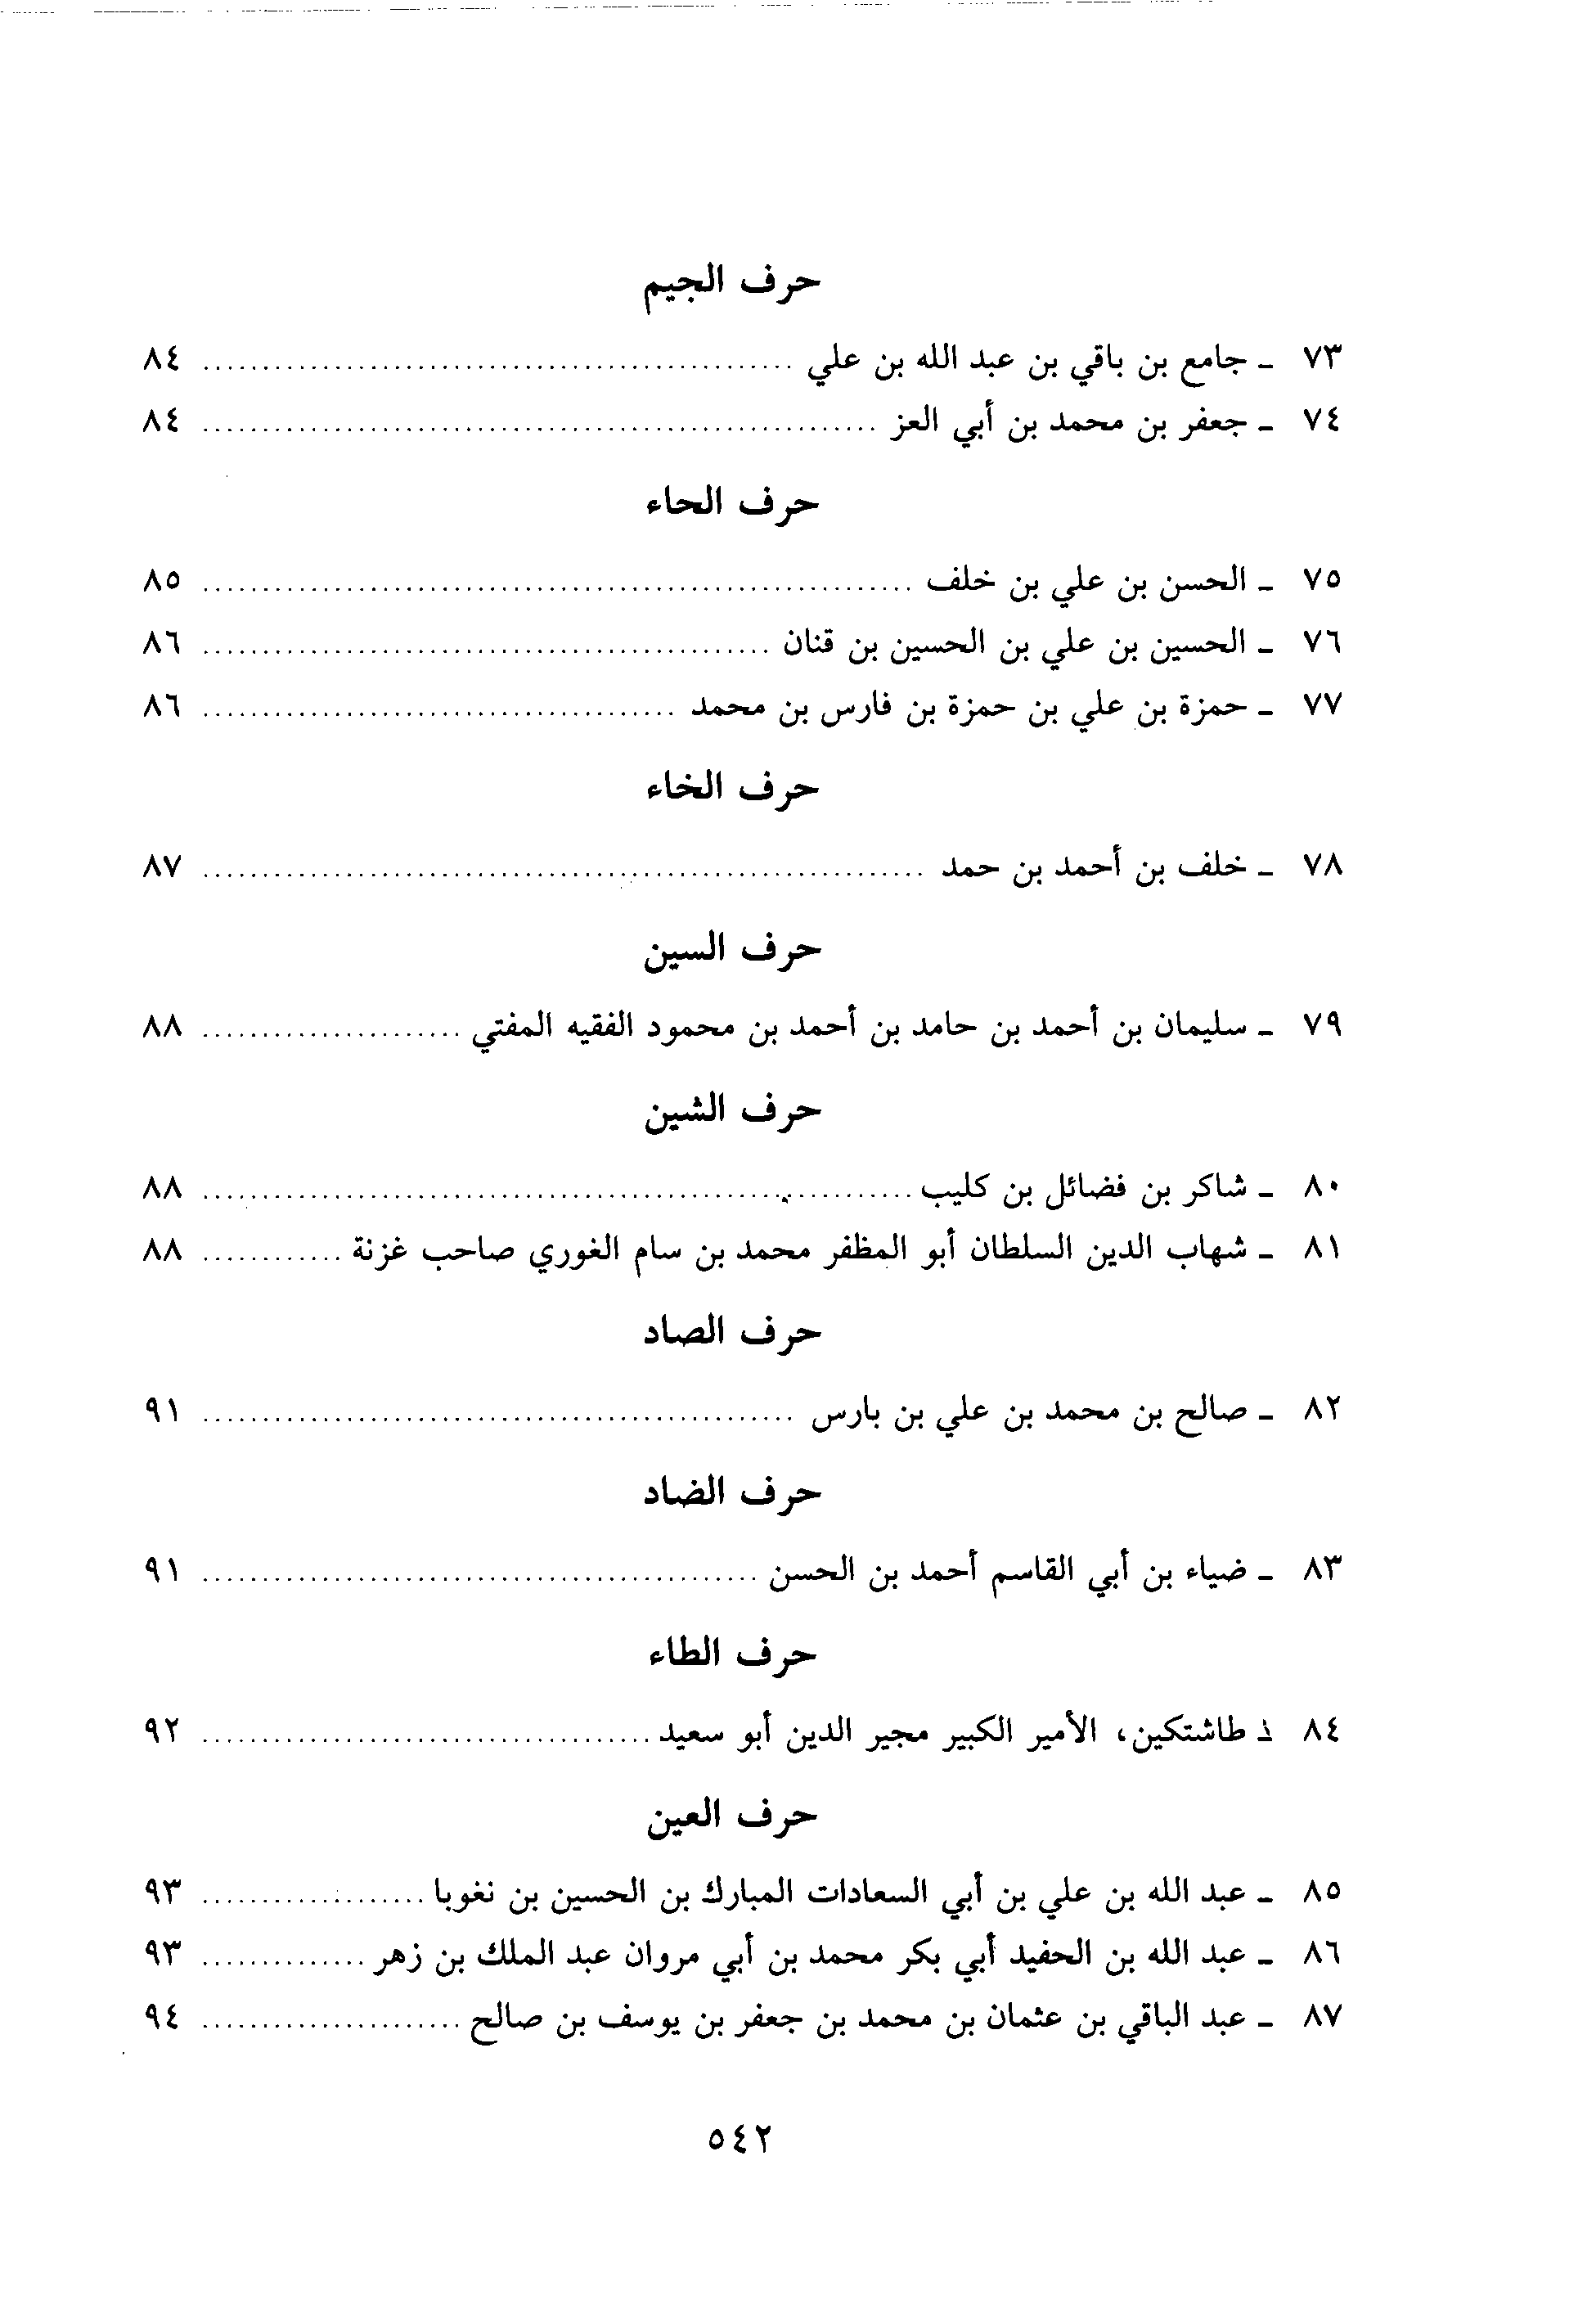 حرف الجيم
٧٣ ـ جامع بن باقي بن عبد الله بن علي ................................................ ٨٤
٧٤ ـ جعفر بن محمد بن أبي العز ....................................................... ٨٤
حرف الحاء
٧٥ ـ الحسن بن علي بن خلف .......................................................... ٨٥
٧٦ ـ الحسين بن علي بن الحسين بن قنان .............................................. ٨٦
٧٧ ـ حمزة بن علي بن حمزة بن فارس بن محمد ...................................... ٨٦
حرف الخاء
٧٨ ـ خلف بن أحمد بن حمد ........................................................... ٨٧
حرف السين
٧٩ ـ سليمان بن أحمد بن حامد بن أحمد بن محمود الفقيه المفتي ..................... ٨٨
حرف الشين
٨٠ ـ شاكر بن فضائل بن كليب .......................................................... ٨٨
٨١ ـ شهاب الدين السلطان أبو المظفر محمد بن سام الغوري صاحب غزنة ............ ٨٨
حرف الصاد
٨٢ ـ صالح بن محمد بن علي بن بارس ................................................ ٩١
حرف الضاد
٨٣ ـ ضياء بن أبي القاسم أحمد بن الحسن ............................................. ٩١
حرف الطاء
٨٤ ـ طاشتكين، الأمير الكبير مجير الدين أبو سعيد .................................... ٩٢
حرف العين
٨٥ ـ عبد الله بن علي بن أبي السعادات المبارك بن الحسين بن نغوبا .................. ٩٣
٨٦ ـ عبد الله بن الحفيد أبي بكر محمد بن أبي مروان عبد الملك بن زهر .............. ٩٣
٨٧ ـ عبد الباقي بن عثمان بن محمد بن جعفر بن يوسف بن صالح ...................... ٩٤
٥٤٢